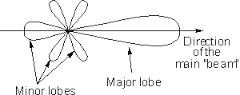 Direction
of the
main "beam"
Major lobe
Minor lobes